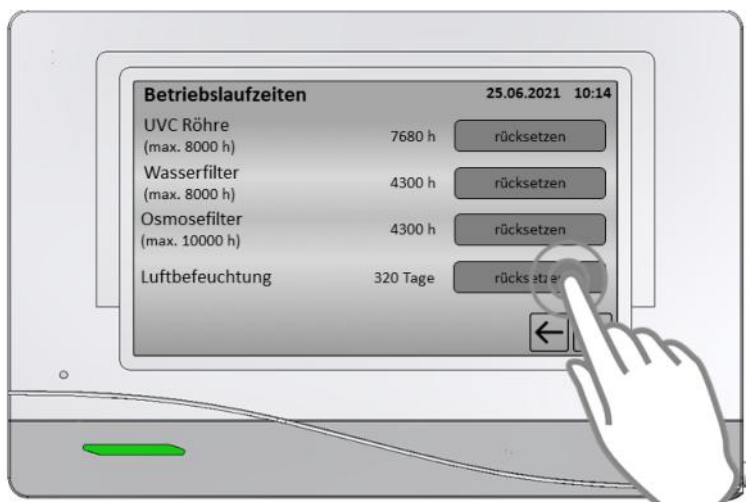 Betriebslaufzeiten 25.06.2021 10:14
UVC Röhre
(max. 8000 h) 7680 h rücksetzen
Wasserfilter
(max. 8000 h) 4300 h rücksetzen
Osmosefilter
(max. 10000 h) 4300 h rücksetzen
Luftbefeuchtung 320 Tage rücksetzen